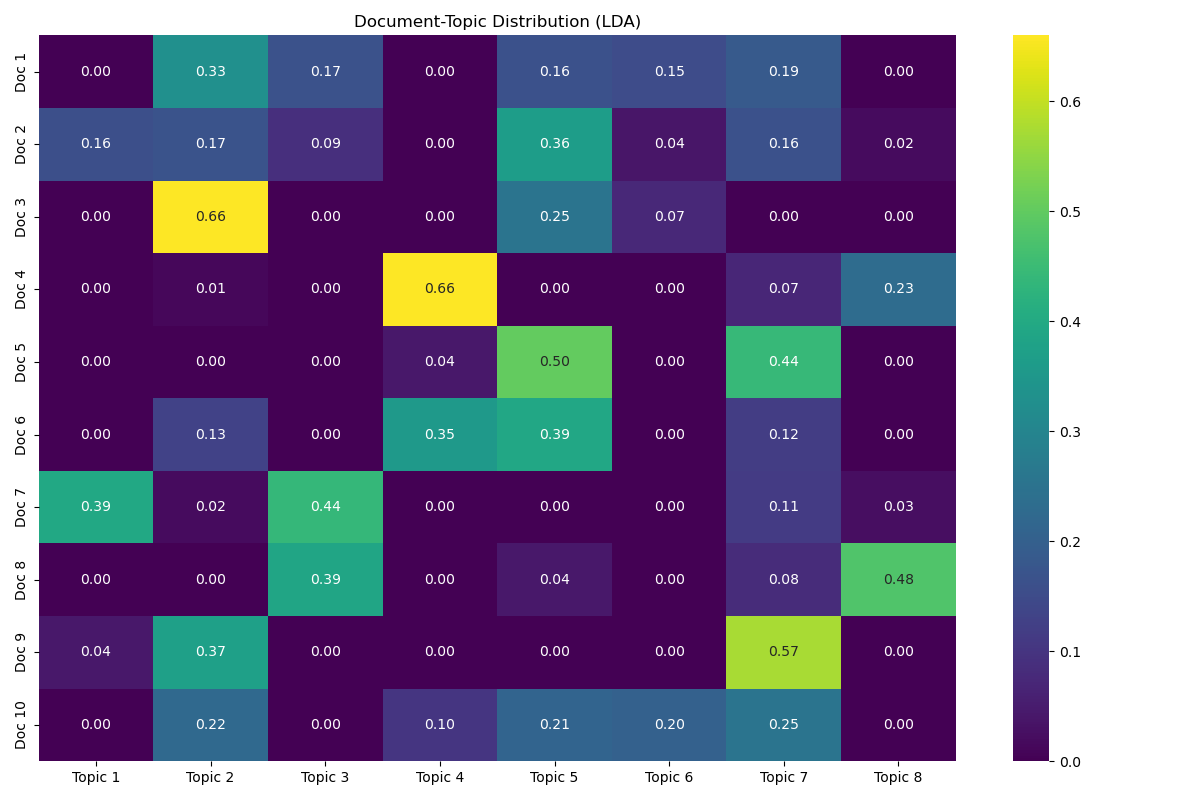 Document-Topic Distribution (LDA)
Doc 1 0.00 0.33 0.17 0.00 0.16 0.15 0.19 0.00
Doc 2 0.16 0.17 0.09 0.00 0.36 0.04 0.16 0.02
Doc 3 0.00 0.66 0.00 0.00 0.25 0.07 0.00 0.00
Doc 4 0.00 0.01 0.00 0.66 0.00 0.00 0.07 0.23
Doc 5 0.00 0.00 0.00 0.04 0.50 0.00 0.44 0.00
Doc 6 0.00 0.13 0.00 0.35 0.39 0.00 0.12 0.00
Doc 7 0.39 0.02 0.44 0.00 0.00 0.00 0.11 0.03
Doc 8 0.00 0.00 0.39 0.00 0.04 0.00 0.08 0.48
Doc 9 0.04 0.37 0.00 0.00 0.00 0.00 0.57 0.00
Doc 10 0.00 0.22 0.00 0.10 0.21 0.20 0.25 0.00
Topic 1 Topic 2 Topic 3 Topic 4 Topic 5 Topic 6 Topic 7 Topic 8
0.6
0.5
0.4
0.3
0.2
0.1
0.0